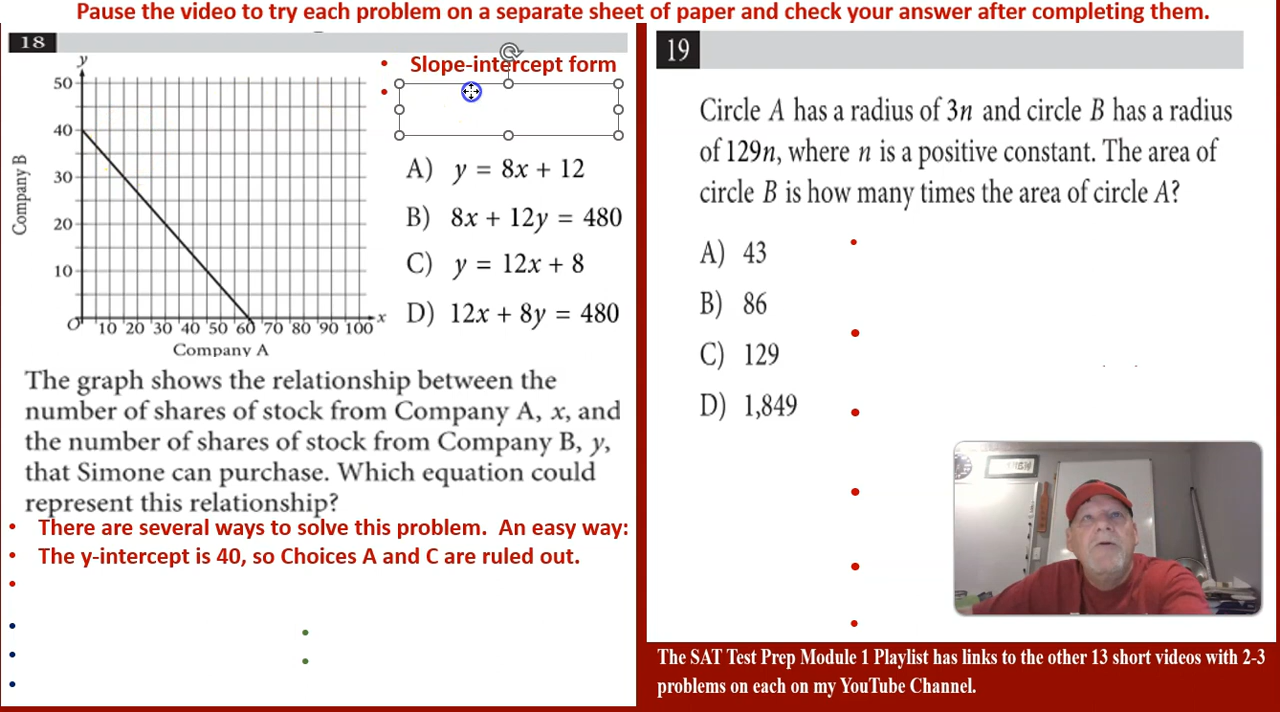 Pause the video to try each problem on a separate sheet of paper and check your answer after completing them.
18
y
50
40
30
20
10
O
10 20 30 40 50 60 70 80 90 100
x
Company B
Company A
• Slope-intercept form
•
A) y = 8x + 12
B) 8x + 12y = 480
C) y = 12x + 8
D) 12x + 8y = 480
The graph shows the relationship between the
number of shares of stock from Company A, x, and
the number of shares of stock from Company B, y,
that Simone can purchase. Which equation could
represent this relationship?
• There are several ways to solve this problem. An easy way:
• The y-intercept is 40, so Choices A and C are ruled out.
19
Circle A has a radius of 3n and circle B has a radius
of 129n, where n is a positive constant. The area of
circle B is how many times the area of circle A?
A) 43
B) 86
C) 129
D) 1,849
The SAT Test Prep Module 1 Playlist has links to the other 13 short videos with 2-3
problems on each on my YouTube Channel.